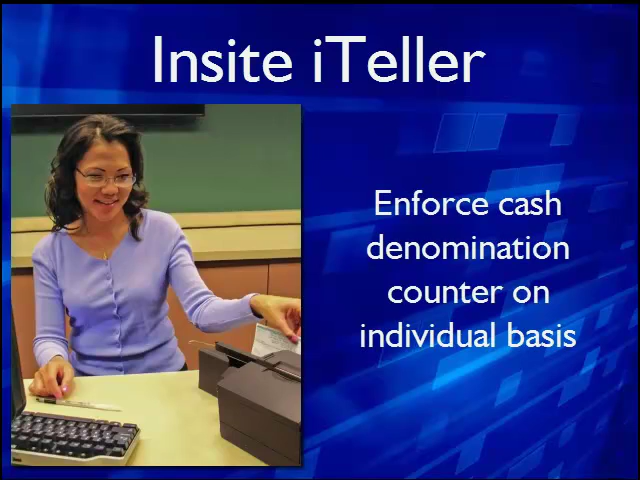 Insite iTeller
Enforce cash
denomination
counter on
individual basis